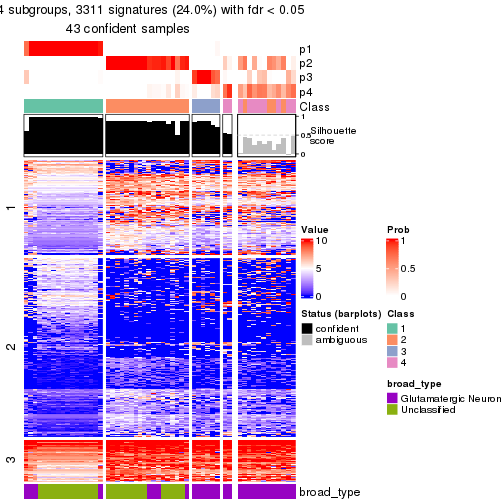 4 subgroups, 3311 signatures (24.0%) with fdr < 0.05
43 confident samples
p1
p2
p3
p4
Class
1
0.5
0
Silhouette
score
1
2
3
broad_type
Value
10
5
0
Prob
1
0.5
0
Status (barplots)
confident
ambiguous
Class
1
2
3
4
broad_type
Glutamatergic Neuron
Unclassified